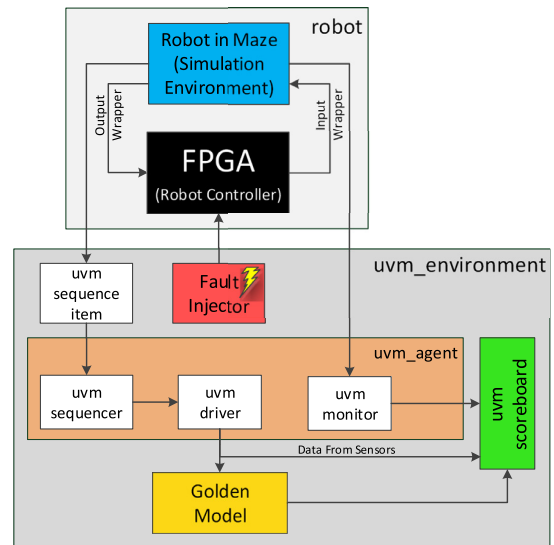 robot
Robot in Maze
(Simulation
Environment)
Output
Wrapper
Input
Wrapper
FPGA
(Robot Controller)
uvm_environment
uvm
sequence
item
Fault
Injector
uvm_agent
uvm
sequencer
uvm
driver
uvm
monitor
uvm
scoreboard
Data From Sensors
Golden
Model